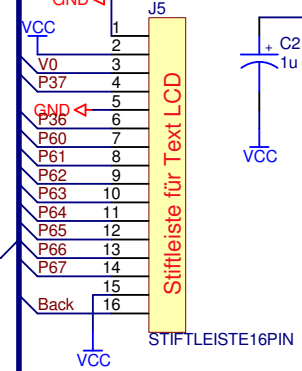 GND
J5
VCC
1
2
V0
3
P37
4
GND
5
P36
6
P60
7
P61
8
P62
9
P63
10
P64
11
P65
12
P66
13
P67
14
15
Back
16
Stiftleiste für Text LCD
VCC
STIFTLEISTE16PIN
+
C2
1u
VCC